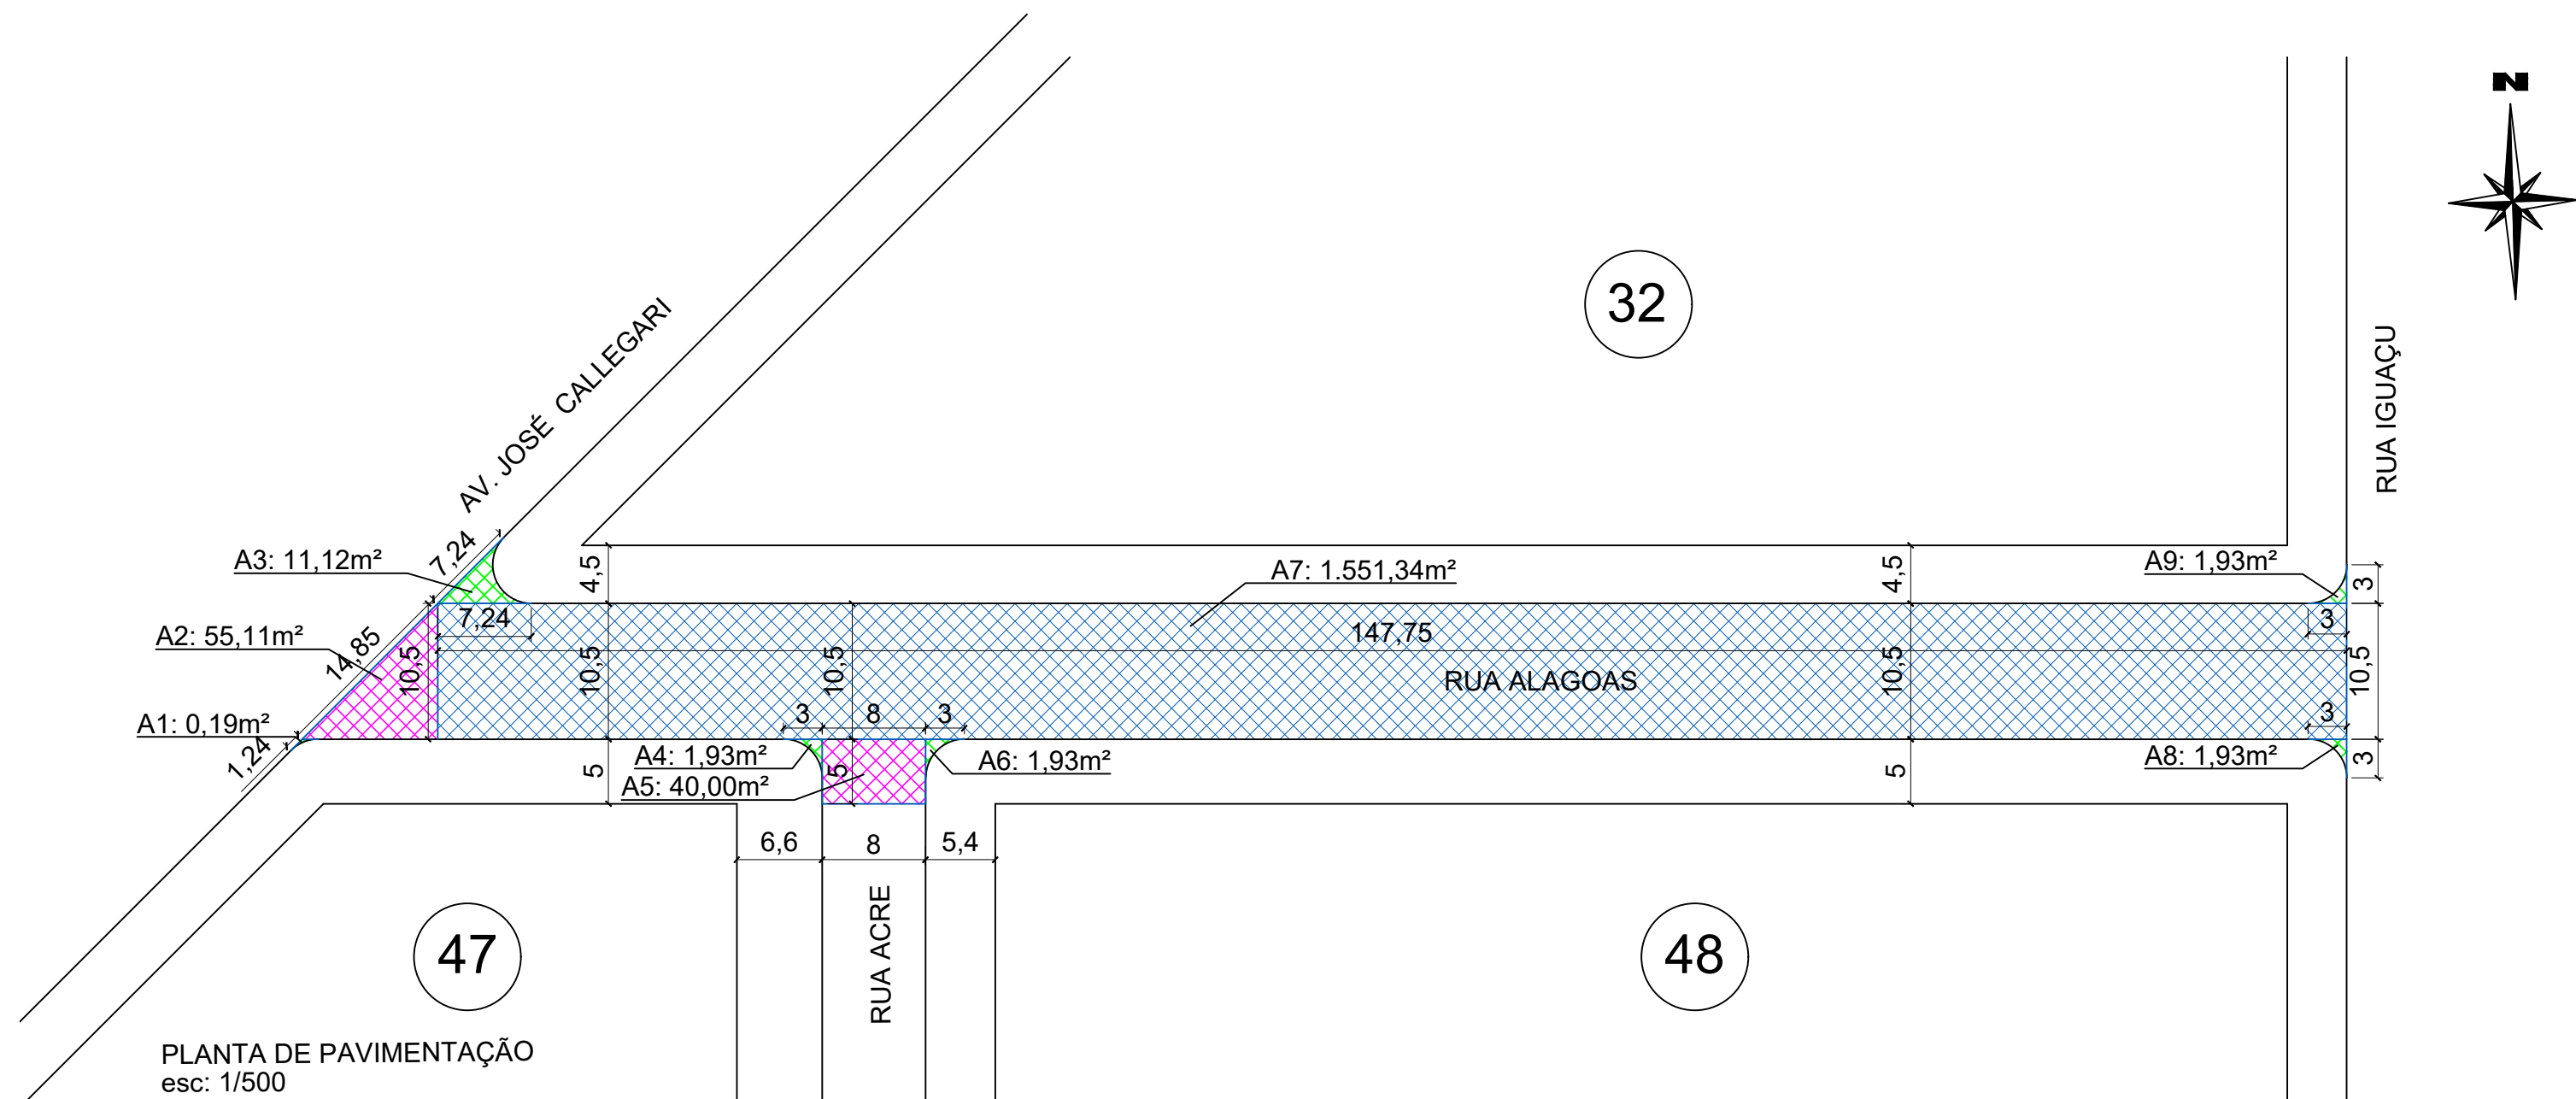 N
32
RUA IGUAÇU
AV. JOSÉ CALLEGARI
7,24
A3: 11,12m²
4,5
A7: 1.551,34m²
4,5
A9: 1,93m²
3
7,24
3
A2: 55,11m²
14,85
10,5
10,5
10,5
147,75
10,5
10,5
RUA ALAGOAS
A1: 0,19m²
1,24
3
8
3
3
A4: 1,93m²
A5: 40,00m²
5
5
A6: 1,93m²
5
A8: 1,93m²
3
6,6
8
5,4
RUA ACRE
47
48
PLANTA DE PAVIMENTAÇÃO
esc: 1/500